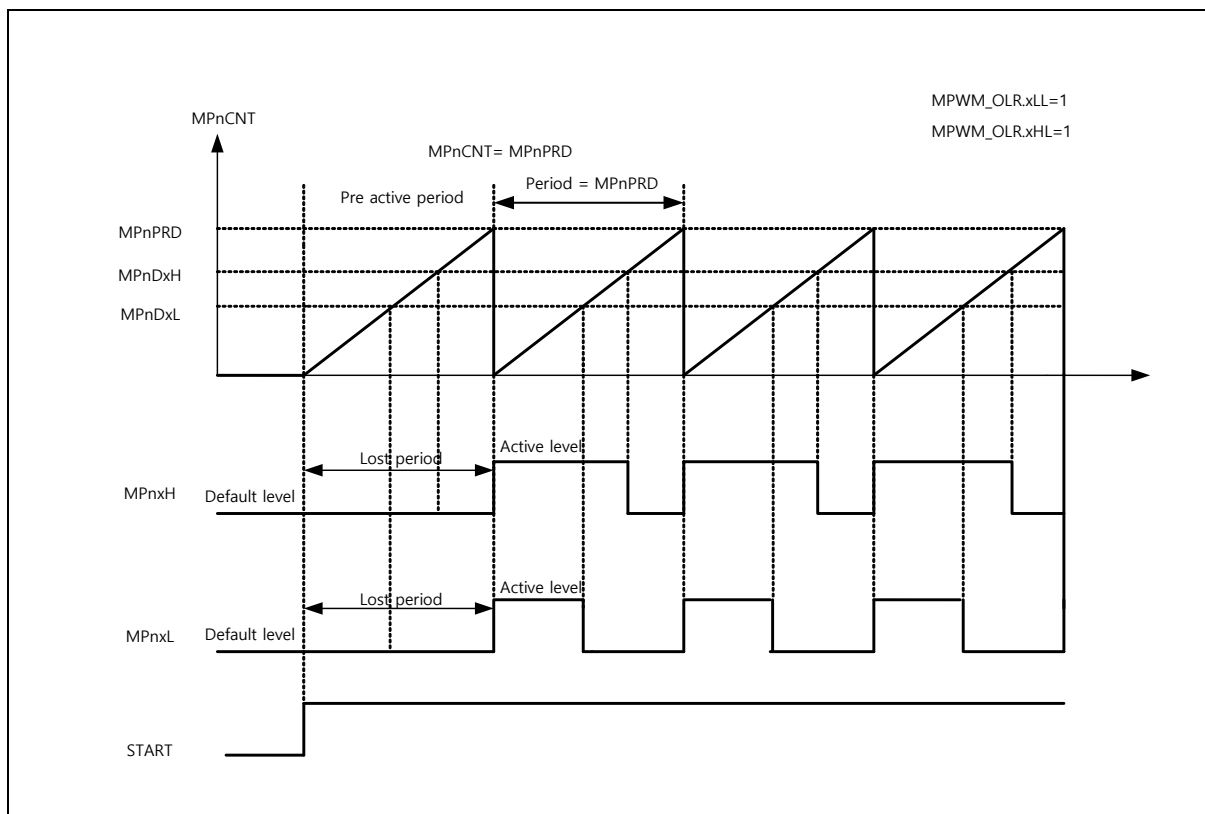 MPWM_OLR.xLL=1
MPnCNT
MPWM_OLR.xHL=1
MPnCNT= MPnPRD
Pre active period
Period = MPnPRD
MPnPRD
MPnDxH
MPnDxL
Active level
Lost period
MPnxH
Default level
Active level
Lost period
MPnxL
Default level
START